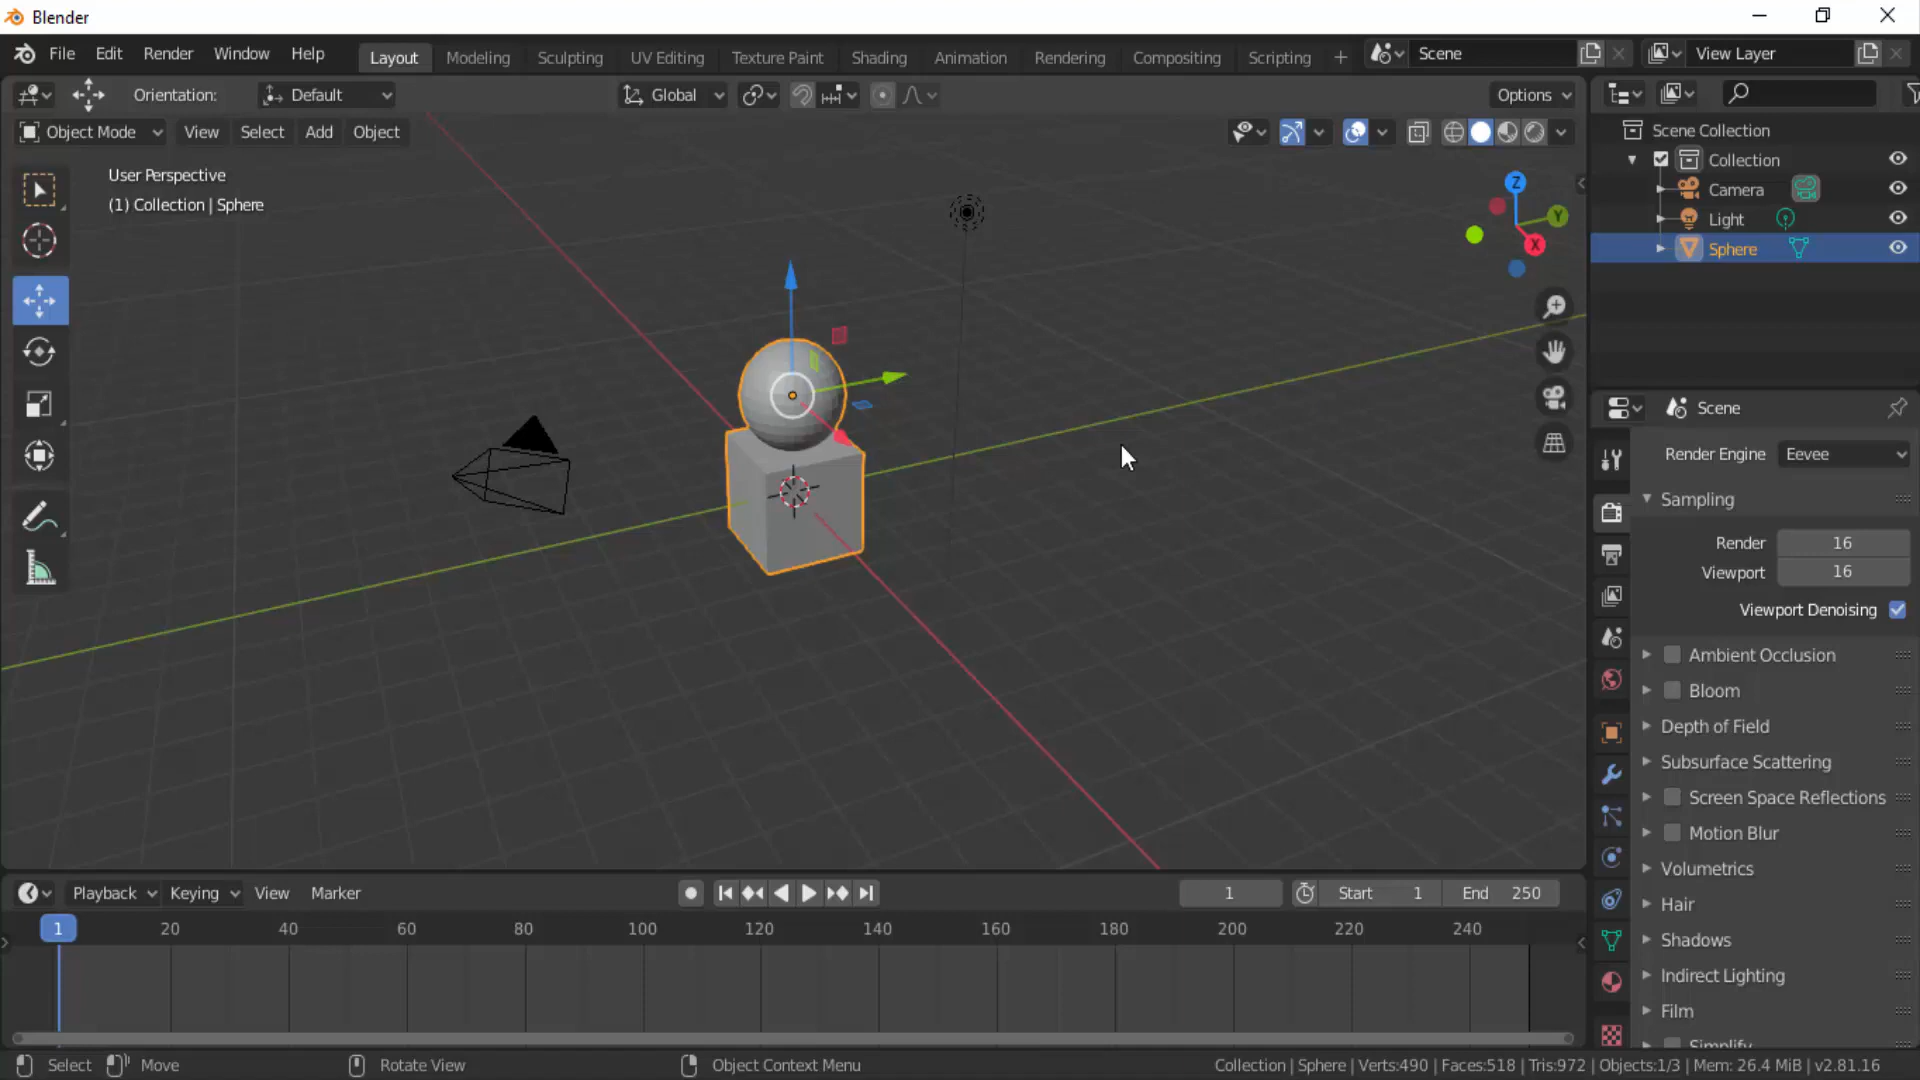 Blender
File Edit Render Window Help Layout Modeling Sculpting UV Editing Texture Paint Shading Animation Rendering Compositing Scripting + Scene View Layer
Orientation: Default Global Options
Object Mode View Select Add Object
User Perspective
(1) Collection | Sphere
Z
Y
X
Scene Collection
Collection
Camera
Light
Sphere
Scene
Render Engine Eevee
Sampling
Render 16
Viewport 16
Viewport Denoising
Ambient Occlusion
Bloom
Depth of Field
Subsurface Scattering
Screen Space Reflections
Motion Blur
Volumetrics
Hair
Shadows
Indirect Lighting
Film
Simplify
Playback Keying View Marker 1 Start 1 End 250
1 20 40 60 80 100 120 140 160 180 200 220 240
Select Move Rotate View Object Context Menu Collection | Sphere | Verts:490 | Faces:518 | Tris:972 | Objects:1/3 | Mem: 26.4 MiB | v2.81.16